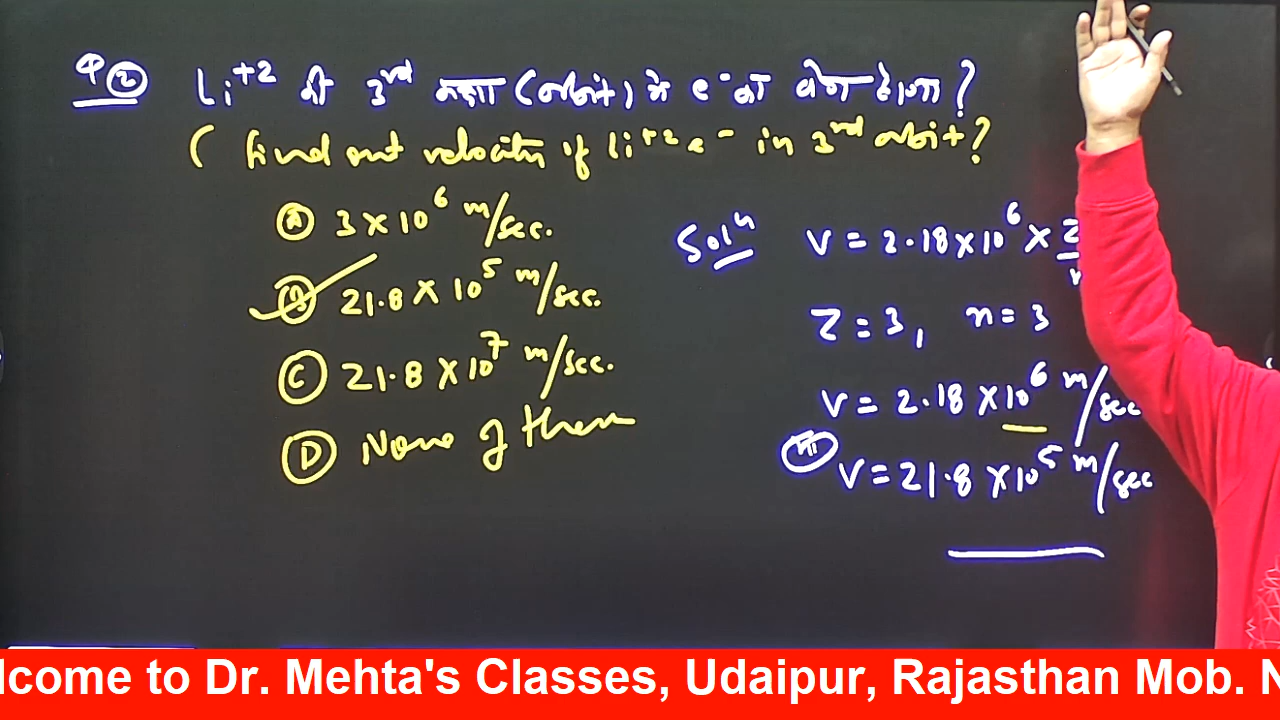 Q ② Li⁺² की 3ʳᵈ कक्षा (orbit) में e⁻ का वेग होगा ?
( Find out velocity of Li⁺² e⁻ in 3ʳᵈ orbit ?
Ⓐ 3 × 10⁶ m/sec.
Ⓑ 21.8 × 10⁵ m/sec.
Ⓒ 21.8 × 10⁷ m/sec.
Ⓓ None of them
Solⁿ V = 2.18 × 10⁶ × Z
Z = 3, n = 3
V = 2.18 × 10⁶ m/sec
या V = 21.8 × 10⁵ m/sec
lcome to Dr. Mehta's Classes, Udaipur, Rajasthan Mob. N